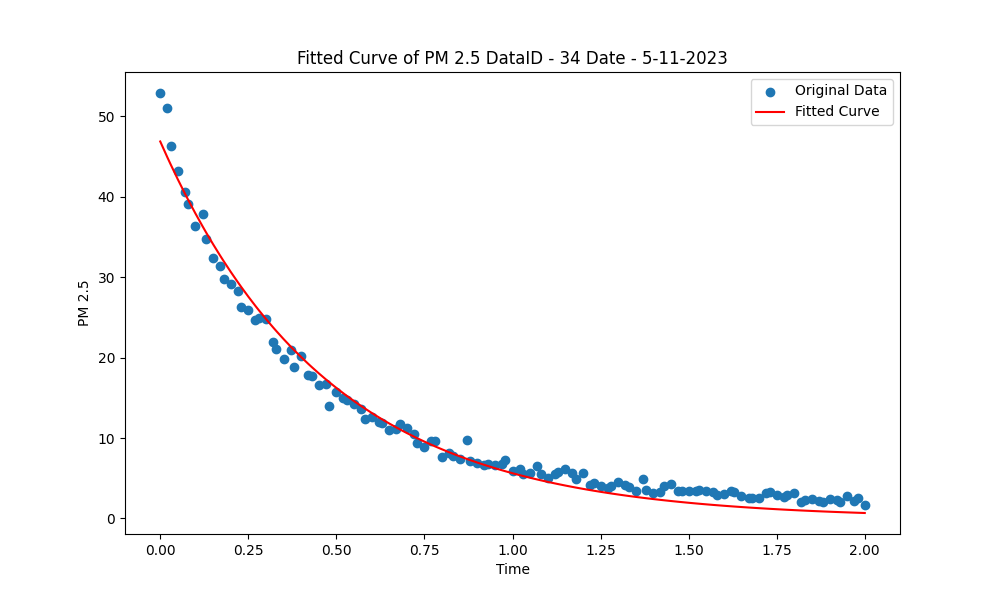 Fitted Curve of PM 2.5 DataID - 34 Date - 5-11-2023
Original Data
Fitted Curve
50
40
30
20
10
0
PM 2.5
0.00 0.25 0.50 0.75 1.00 1.25 1.50 1.75 2.00
Time